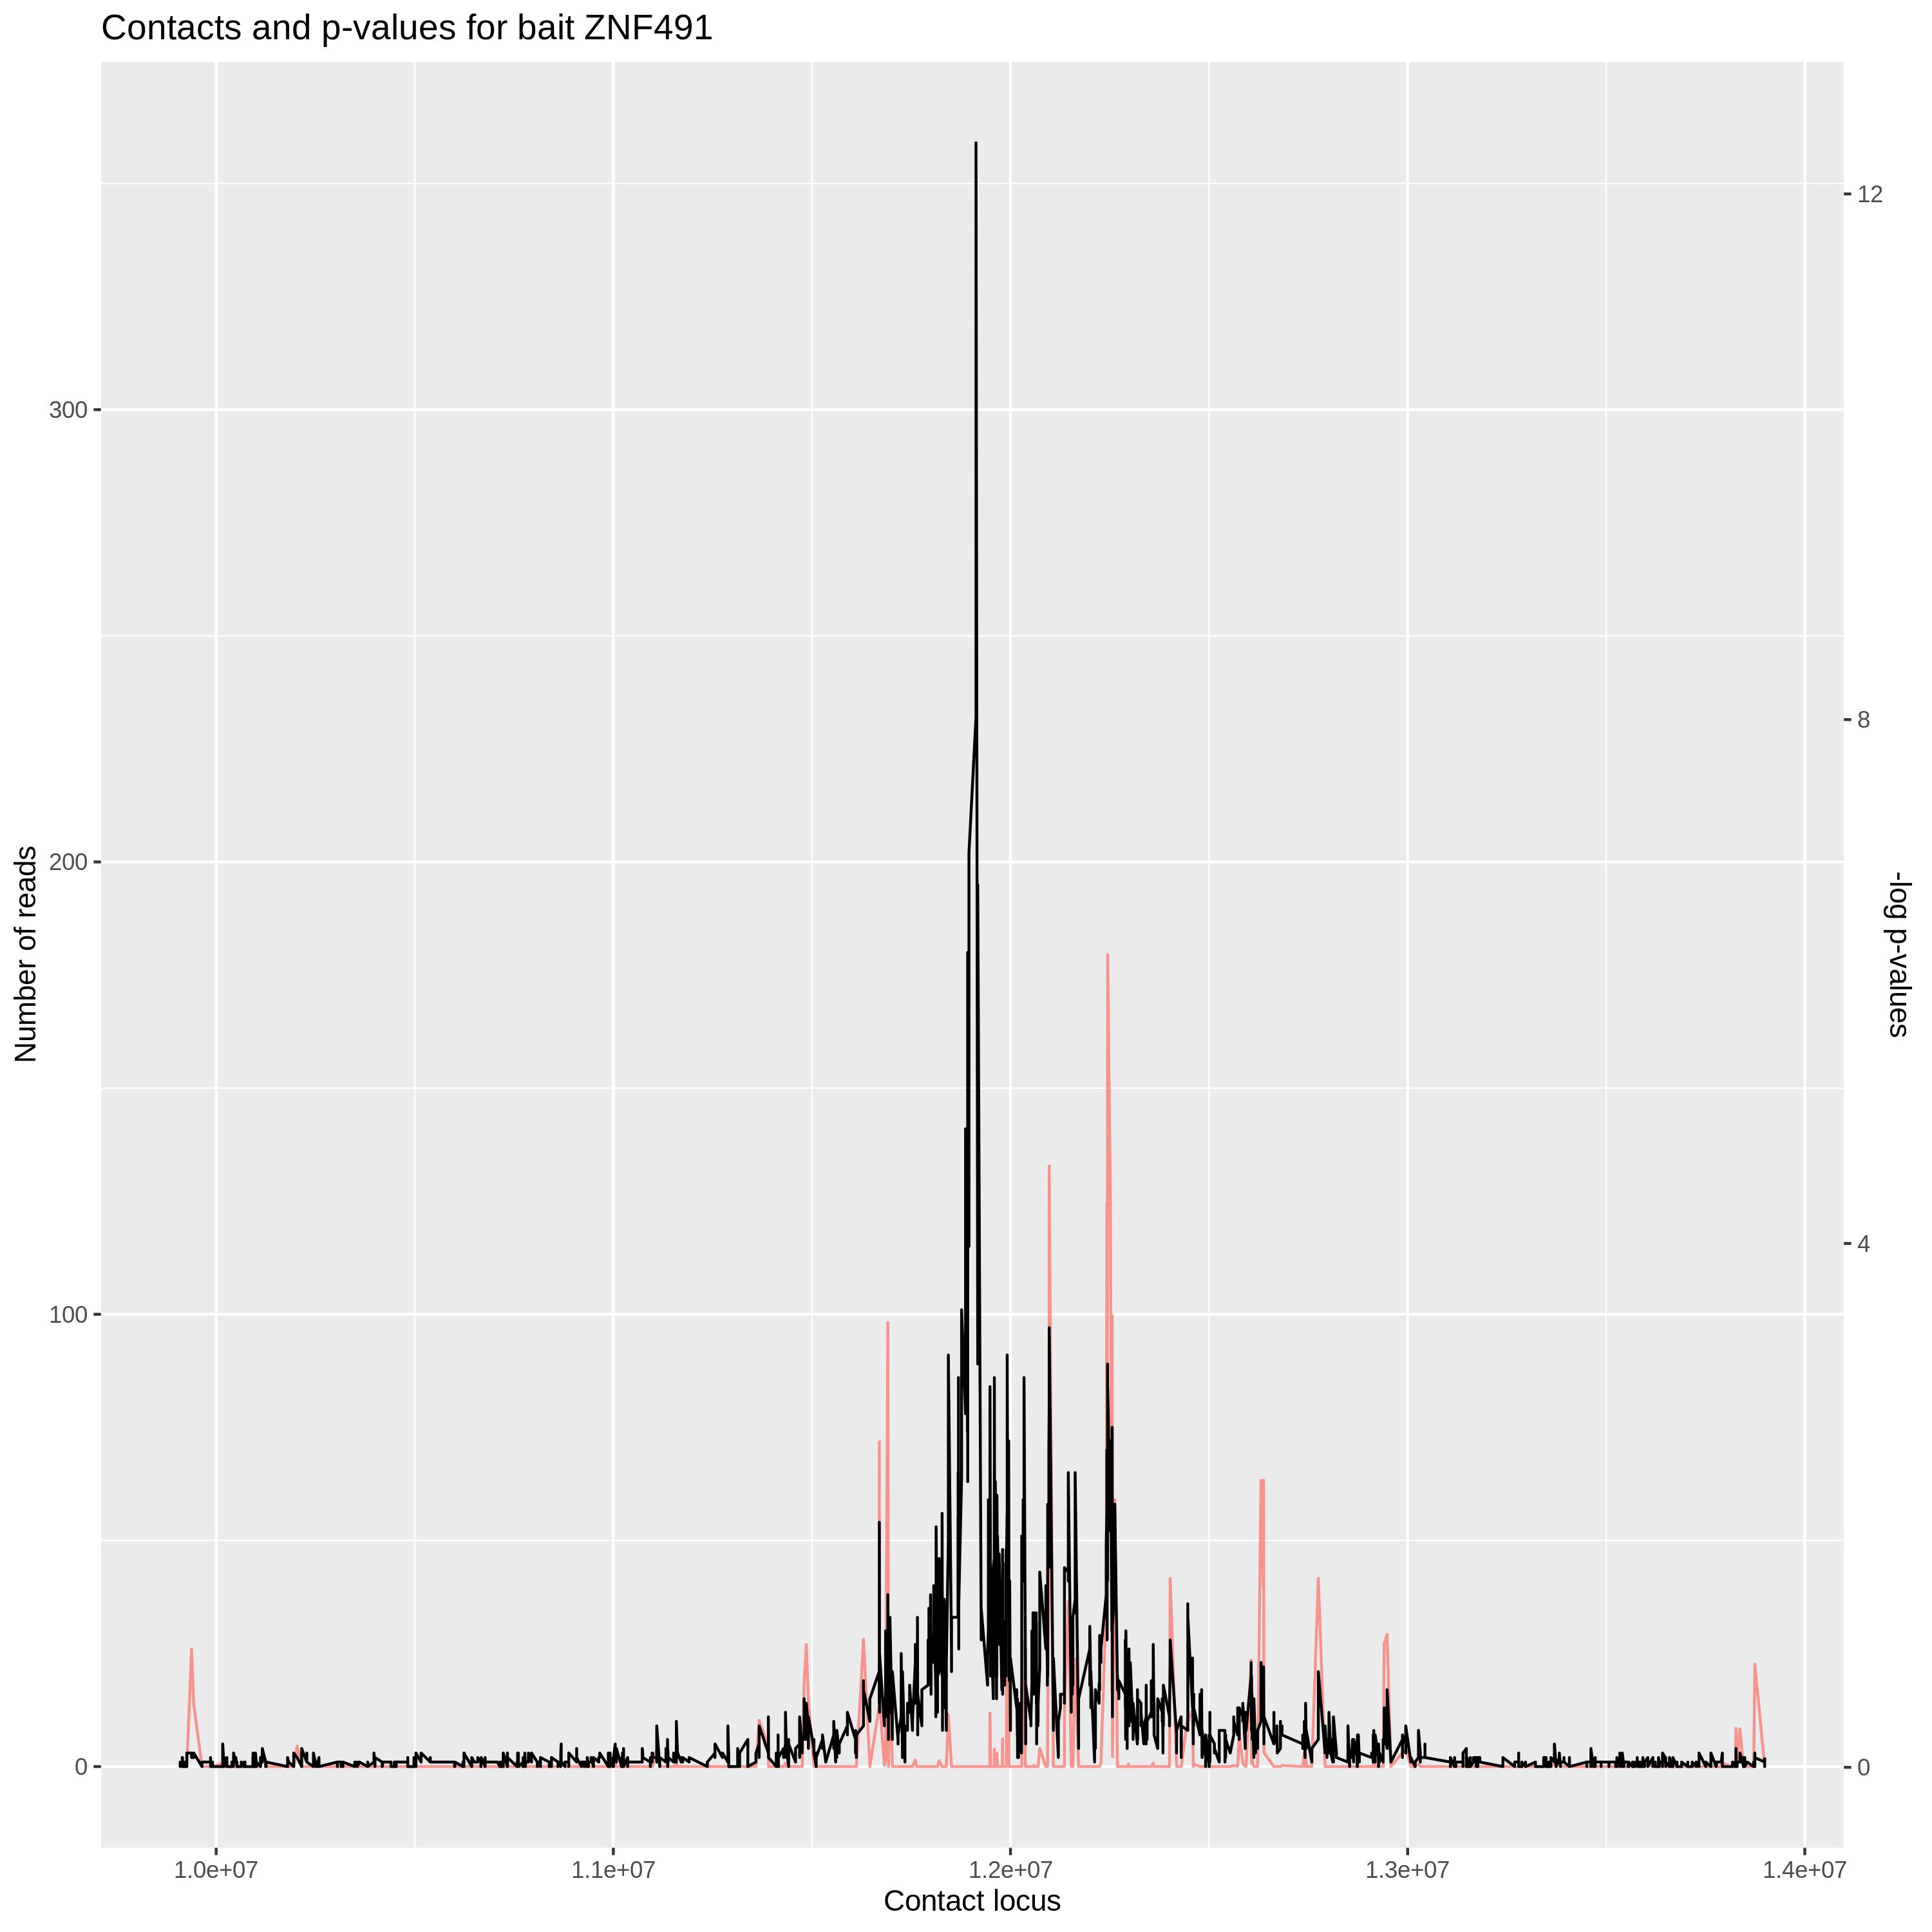 Contacts and p-values for bait ZNF491
Number of reads
300
200
100
0
12
8
4
0
-log p-values
1.0e+07 1.1e+07 1.2e+07 1.3e+07 1.4e+07
Contact locus